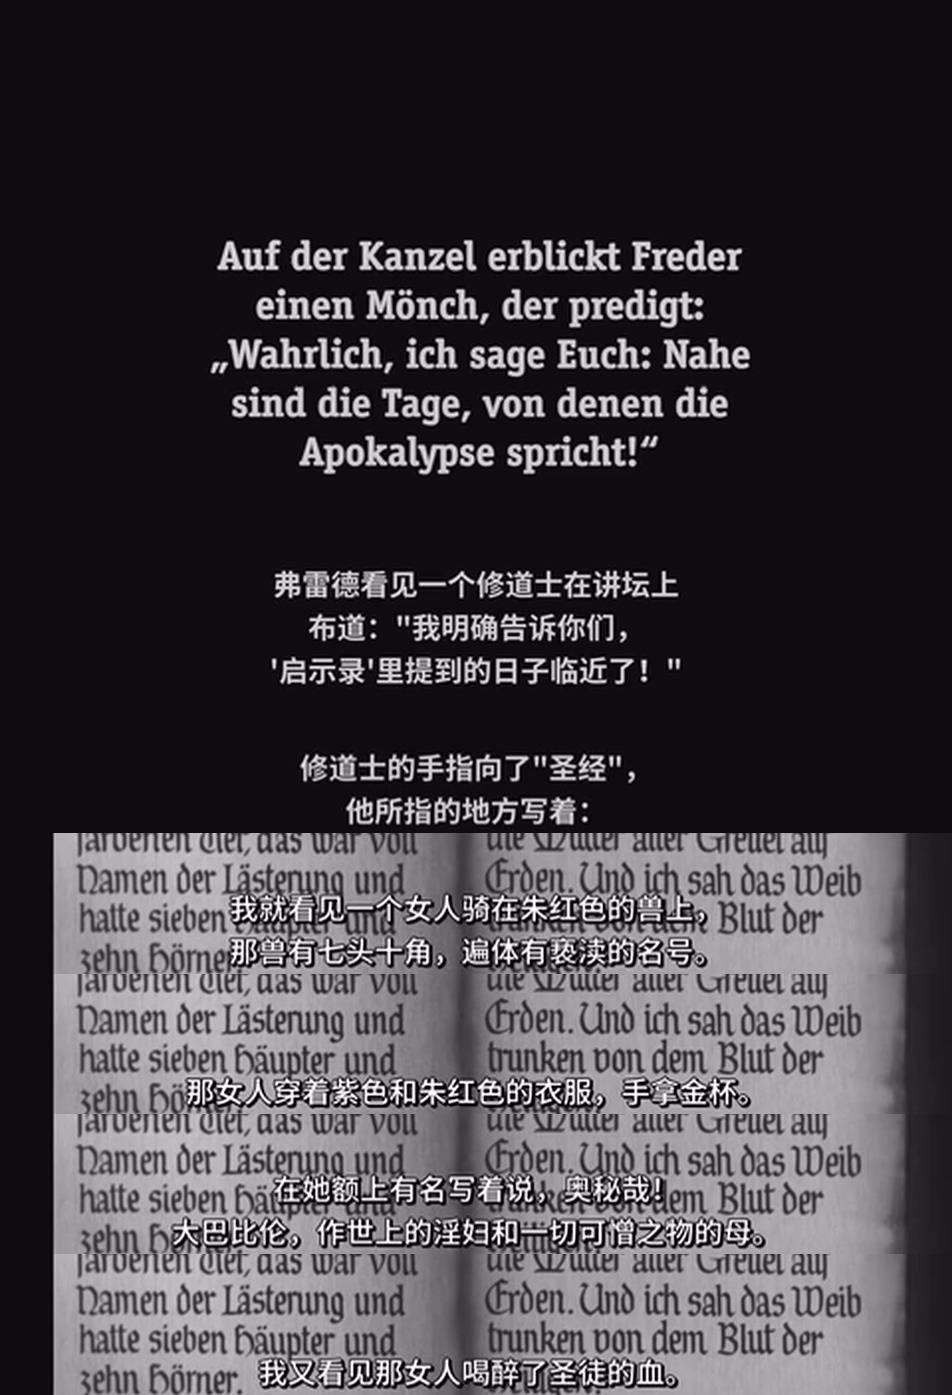 Auf der Kanzel erblickt Freder
einen Mönch, der predigt:
„Wahrlich, ich sage Euch: Nahe
sind die Tage, von denen die
Apokalypse spricht!“
弗雷德看见一个修道士在讲坛上
布道："我明确告诉你们，
'启示录'里提到的日子临近了！"
修道士的手指向了"圣经"，
他所指的地方写着：
farbenen Tier, das war voll
Namen der Lästerung und
hatte sieben
zehn Hörner
die Mutter aller Greuel auf
Erden. Und ich sah das Weib
Blut der
我就看见一个女人骑在朱红色的兽上，
那兽有七头十角，遍体有亵渎的名号。
farbenen Tier, das war voll
Namen der Lästerung und
hatte sieben Häupter und
zehn
die Mutter aller Greuel auf
Erden. Und ich sah das Weib
trunken von dem Blut der
那女人穿着紫色和朱红色的衣服，手拿金杯。
farbenen Tier, das war voll
Namen der Lästerung und
hatte sieben
zehn
die Mutter aller Greuel auf
Erden. Und ich sah das Weib
dem Blut der
在她额上有名写着说，奥秘哉！
大巴比伦，作世上的淫妇和一切可憎之物的母。
farbenen Tier, das war voll
Namen der Lästerung und
hatte sieben Häupter und
zehn Hörner.
die Mutter aller Greuel auf
Erden. Und ich sah das Weib
trunken von dem Blut der
我又看见那女人喝醉了圣徒的血。